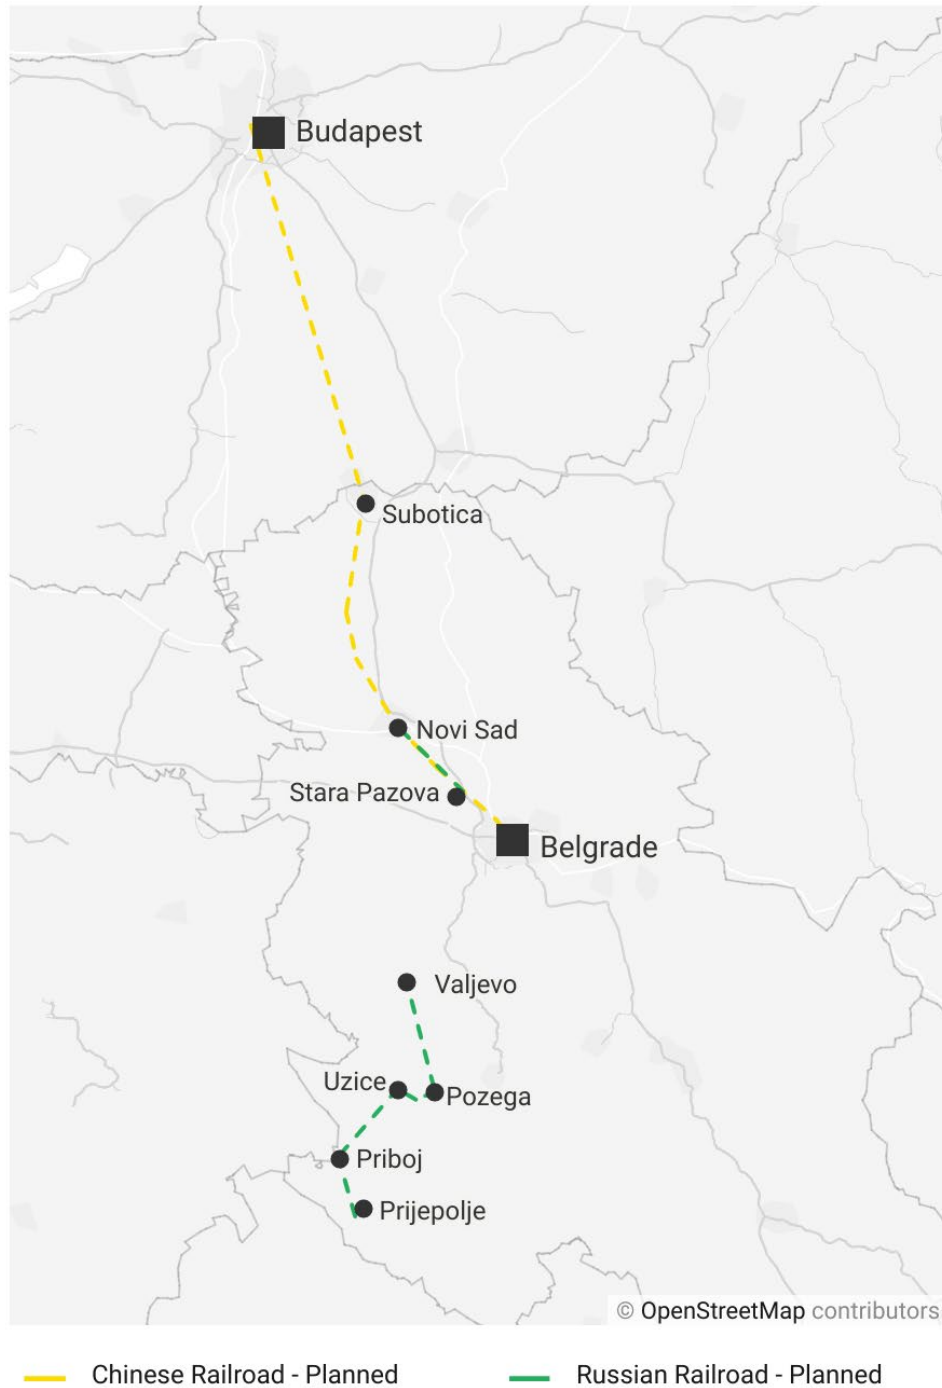 Budapest
Subotica
Novi Sad
Stara Pazova
Belgrade
Valjevo
Uzice
Pozega
Priboj
Prijepolje
© OpenStreetMap contributors
Chinese Railroad - Planned
Russian Railroad - Planned